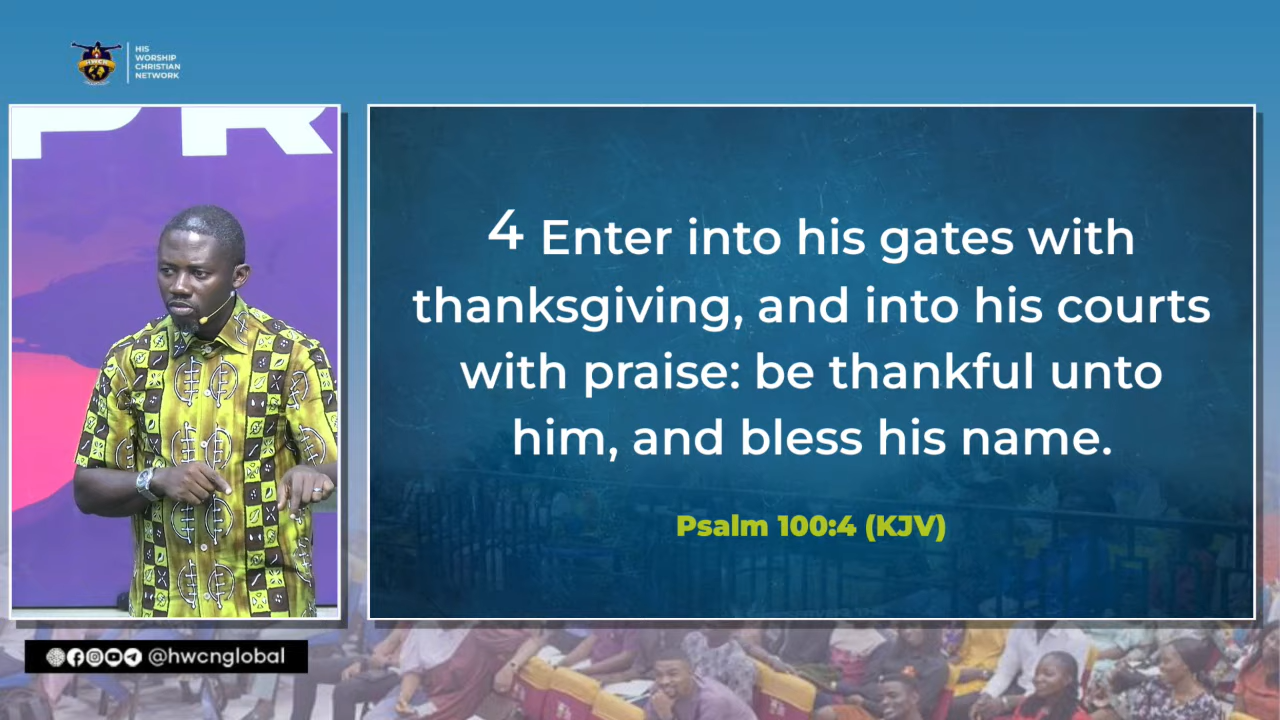 HIS
WORSHIP
CHRISTIAN
NETWORK
PR
4 Enter into his gates with
thanksgiving, and into his courts
with praise: be thankful unto
him, and bless his name.
Psalm 100:4 (KJV)
@hwcnglobal